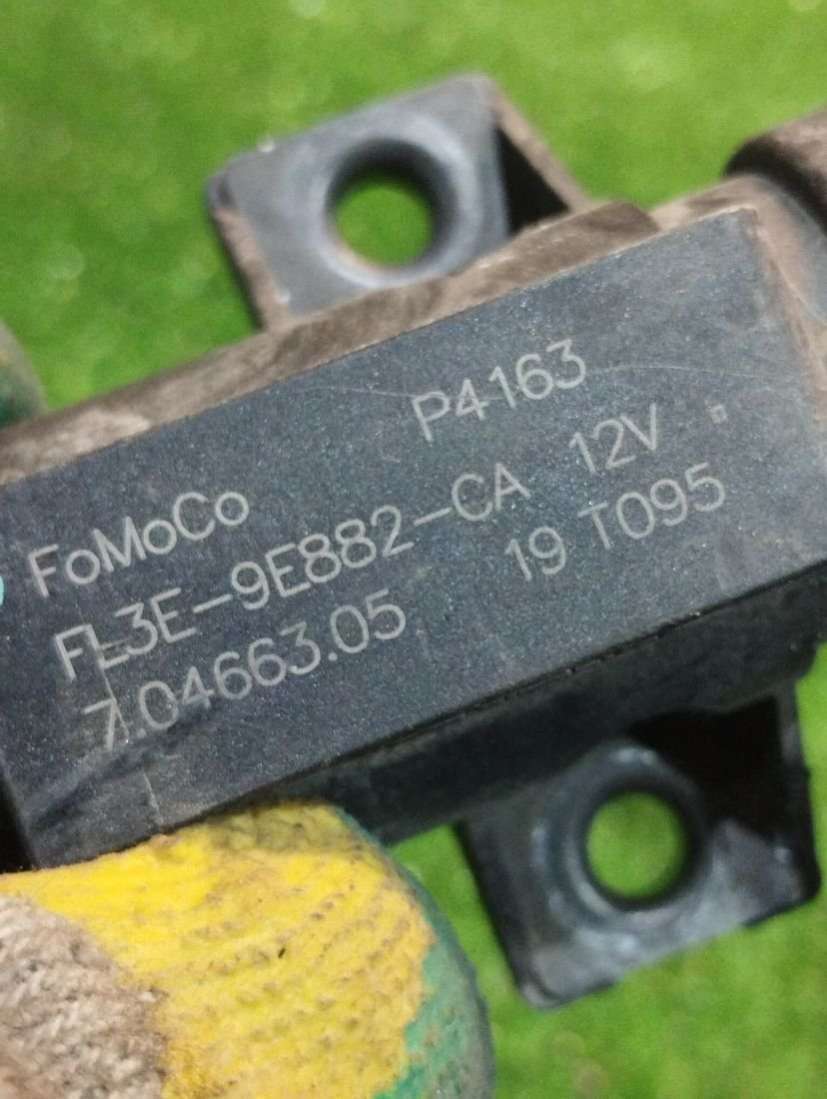 P4163
FoMoCo
FL3E-9E882-CA 12V
7.04663.05 19 T095